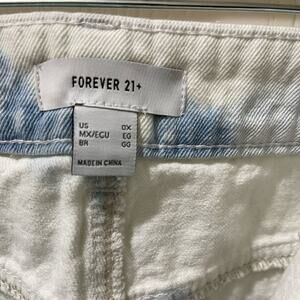 FOREVER 21+
US 0X
MX/ECU EG
BR GG
MADE IN CHINA